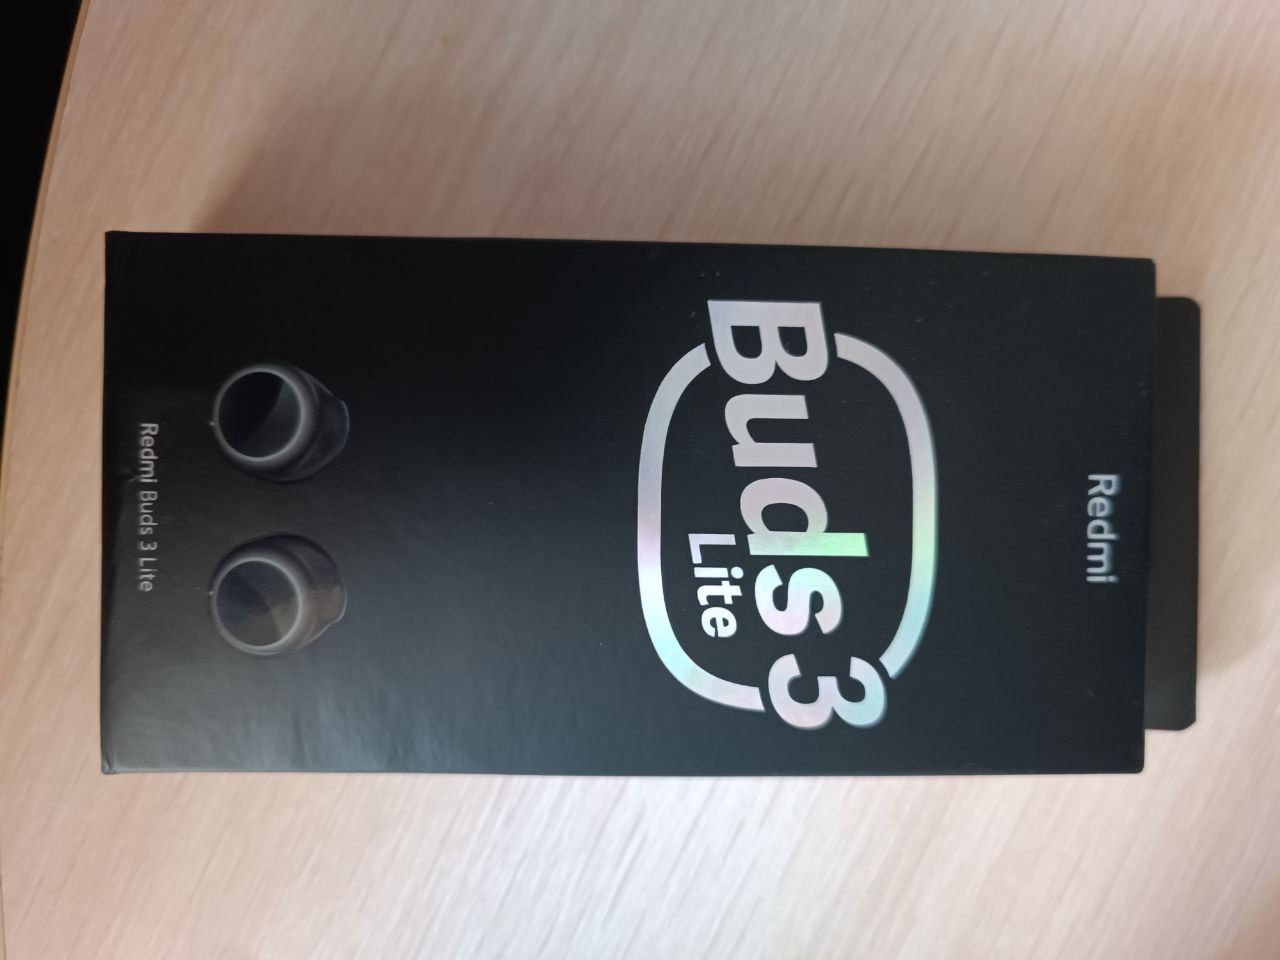 Redmi
Buds 3
Lite
Redmi Buds 3 Lite